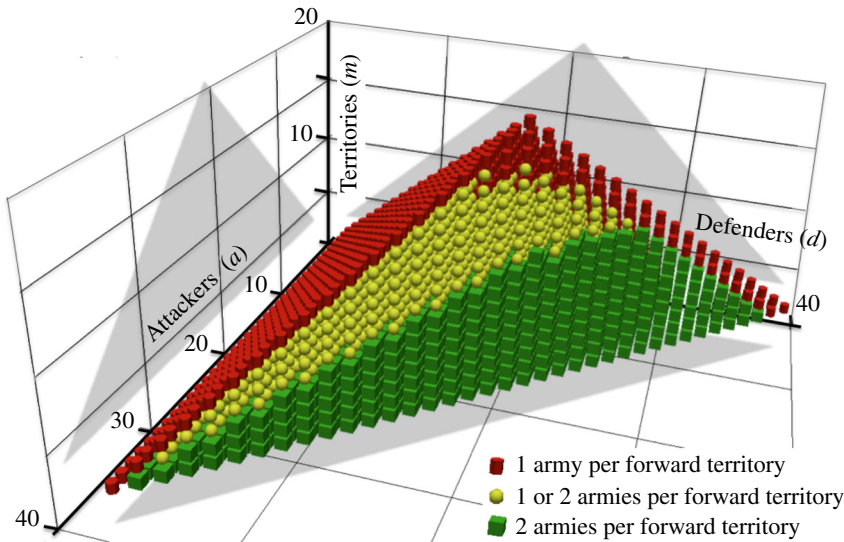 20
Territories (m)
10
Defenders (d)
Attackers (a)
10
40
20
30
40
1 army per forward territory
1 or 2 armies per forward territory
2 armies per forward territory